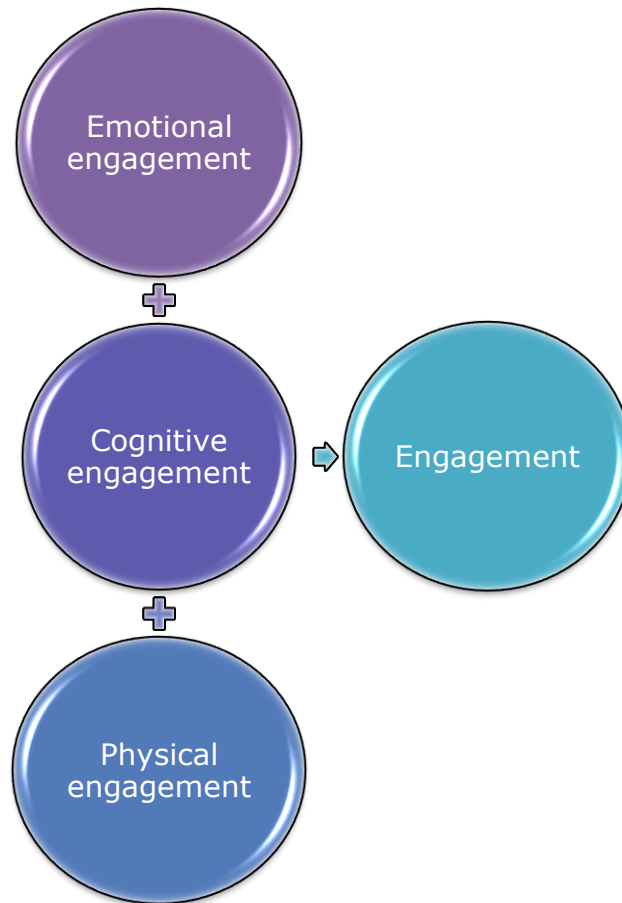 Emotional
engagement
Cognitive
engagement
Engagement
Physical
engagement